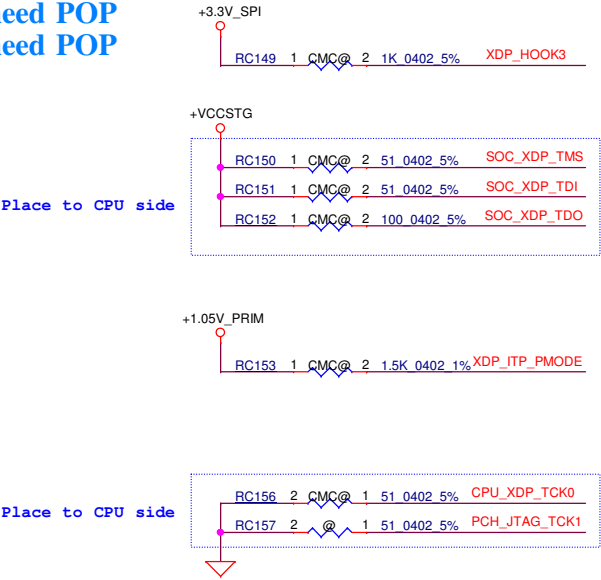 need POP
need POP
+3.3V_SPI
RC149 1 CMC@ 2 1K_0402_5% XDP_HOOK3
+VCCSTG
RC150 1 CMC@ 2 51_0402_5% SOC_XDP_TMS
RC151 1 CMC@ 2 51_0402_5% SOC_XDP_TDI
Place to CPU side
RC152 1 CMC@ 2 100_0402_5% SOC_XDP_TDO
+1.05V_PRIM
RC153 1 CMC@ 2 1.5K_0402_1% XDP_ITP_PMODE
RC156 2 CMC@ 1 51_0402_5% CPU_XDP_TCK0
Place to CPU side
RC157 2 @ 1 51_0402_5% PCH_JTAG_TCK1